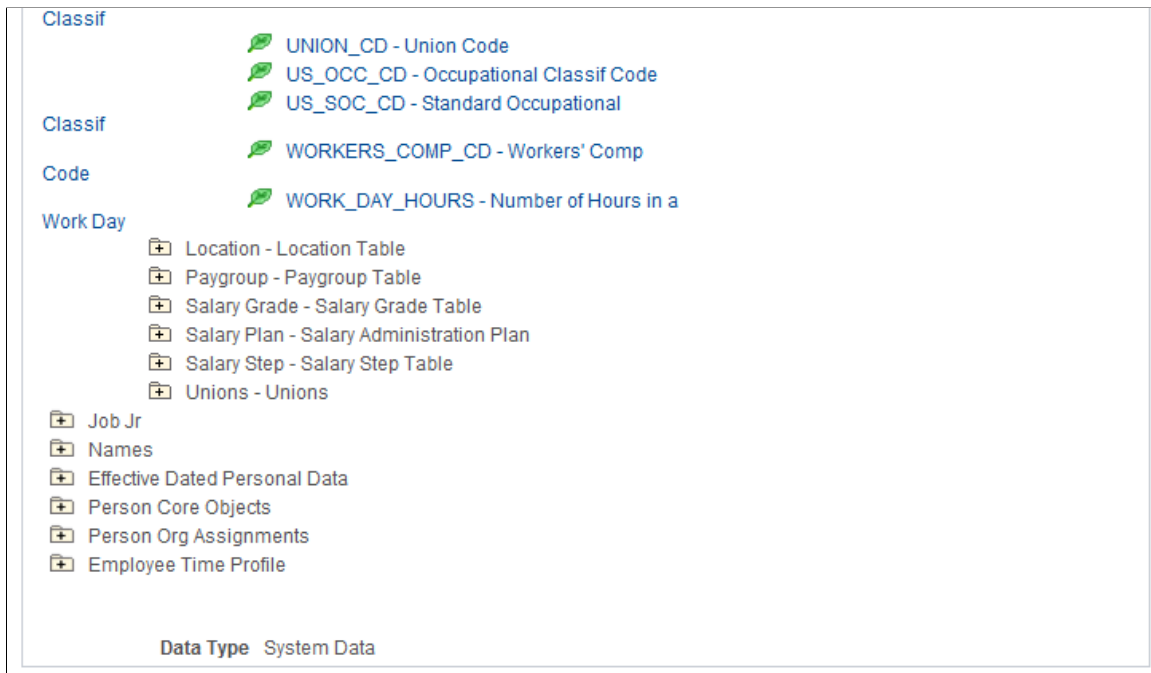 Classif
UNION_CD - Union Code
US_OCC_CD - Occupational Classif Code
US_SOC_CD - Standard Occupational
Classif
WORKERS_COMP_CD - Workers' Comp
Code
WORK_DAY_HOURS - Number of Hours in a
Work Day
Location - Location Table
Paygroup - Paygroup Table
Salary Grade - Salary Grade Table
Salary Plan - Salary Administration Plan
Salary Step - Salary Step Table
Unions - Unions
Job Jr
Names
Effective Dated Personal Data
Person Core Objects
Person Org Assignments
Employee Time Profile
Data Type System Data